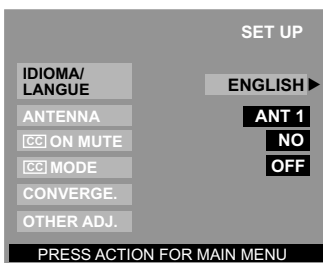 SET UP
IDIOMA/
LANGUE
ENGLISH
ANTENNA ANT 1
CC ON MUTE NO
CC MODE OFF
CONVERGE.
OTHER ADJ.
PRESS ACTION FOR MAIN MENU